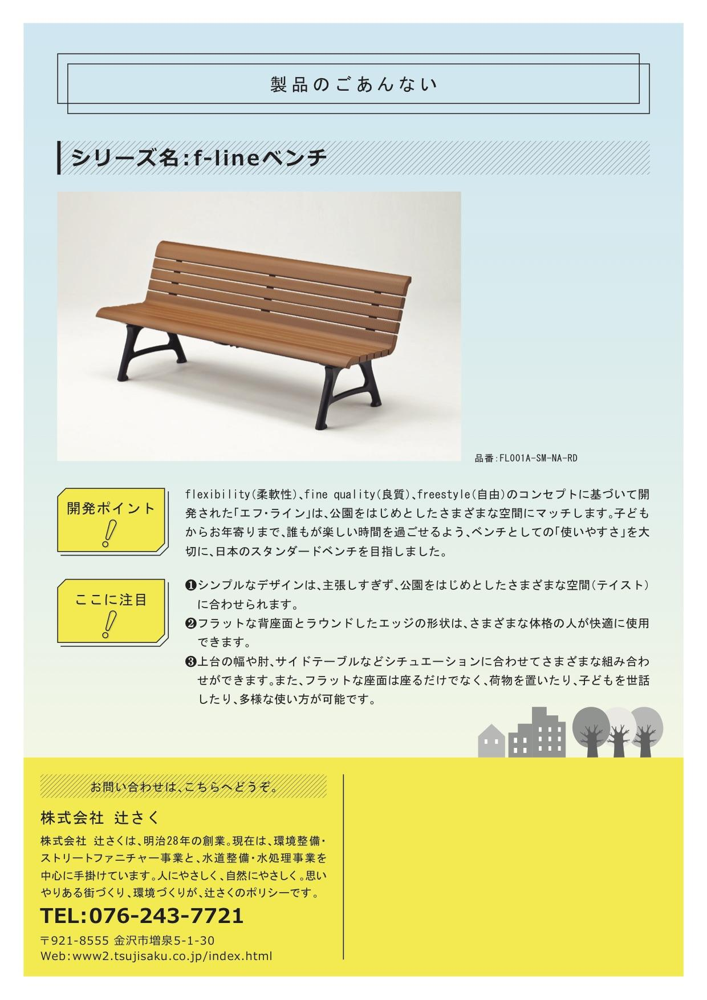 製品のごあんない
シリーズ名:f-lineベンチ
品番:FL001A-SM-NA-RD
開発ポイント
!
flexibility(柔軟性)、fine quality(良質)、freestyle(自由)のコンセプトに基づいて開
発された「エフ・ライン」は、公園をはじめとしたさまざまな空間にマッチします。子ども
からお年寄りまで、誰もが楽しい時間を過ごせるよう、ベンチとしての「使いやすさ」を大
切に、日本のスタンダードベンチを目指しました。
ここに注目
!
❶シンプルなデザインは、主張しすぎず、公園をはじめとしたさまざまな空間(テイスト)
に合わせられます。
❷フラットな背座面とラウンドしたエッジの形状は、さまざまな体格の人が快適に使用
できます。
❸上台の幅や肘、サイドテーブルなどシチュエーションに合わせてさまざまな組み合わ
せができます。また、フラットな座面は座るだけでなく、荷物を置いたり、子どもを世話
したり、多様な使い方が可能です。
お問い合わせは、こちらへどうぞ。
株式会社 辻さく
株式会社 辻さくは、明治28年の創業。現在は、環境整備・
ストリートファニチャー事業と、水道整備・水処理事業を
中心に手掛けています。人にやさしく、自然にやさしく。思い
やりある街づくり、環境づくりが、辻さくのポリシーです。
TEL:076-243-7721
〒921-8555 金沢市増泉5-1-30
Web:www2.tsujisaku.co.jp/index.html